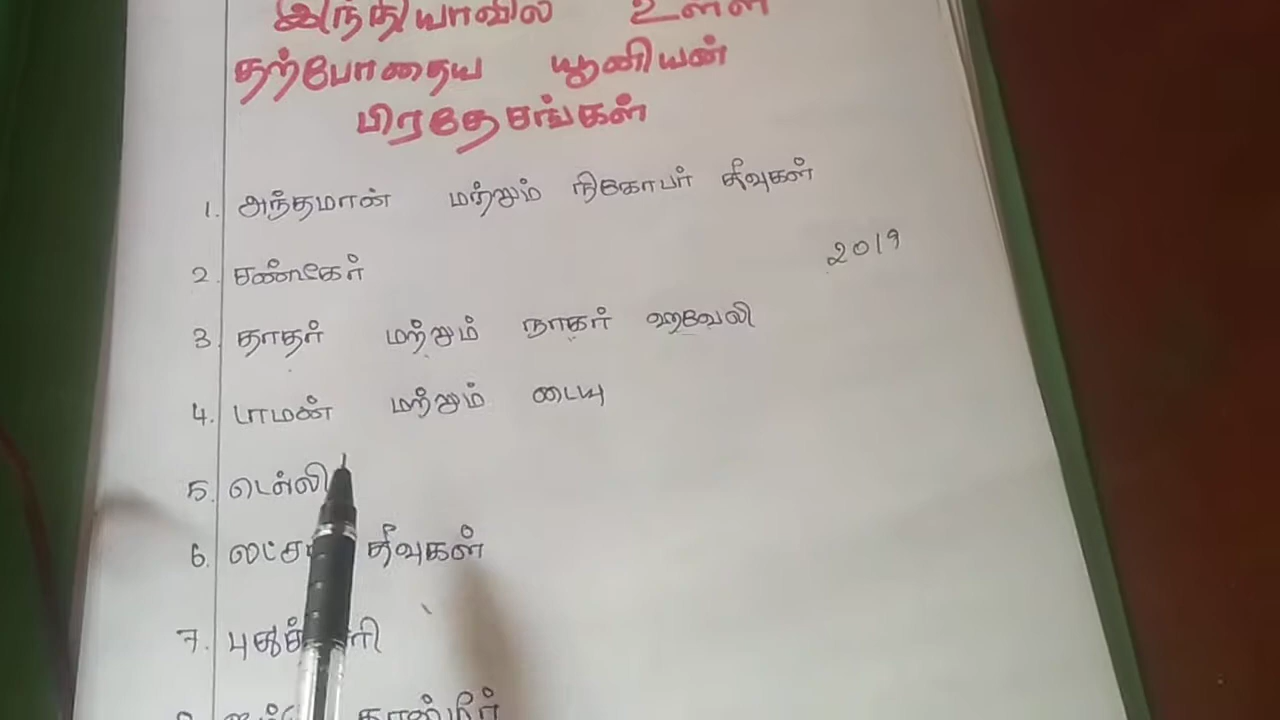 இந்தியாவில் உள்ள
தற்போதைய யூனியன்
பிரதேசங்கள்
1. அந்தமான் மற்றும் நிகோபர் தீவுகள்
2. சண்டிகர் 2019
3. தாதர் மற்றும் நாகர் ஹவேலி
4. டாமன் மற்றும் டையு
5. டெல்லி
6. தீவுகள்
7.
8. காஷ்மீர்